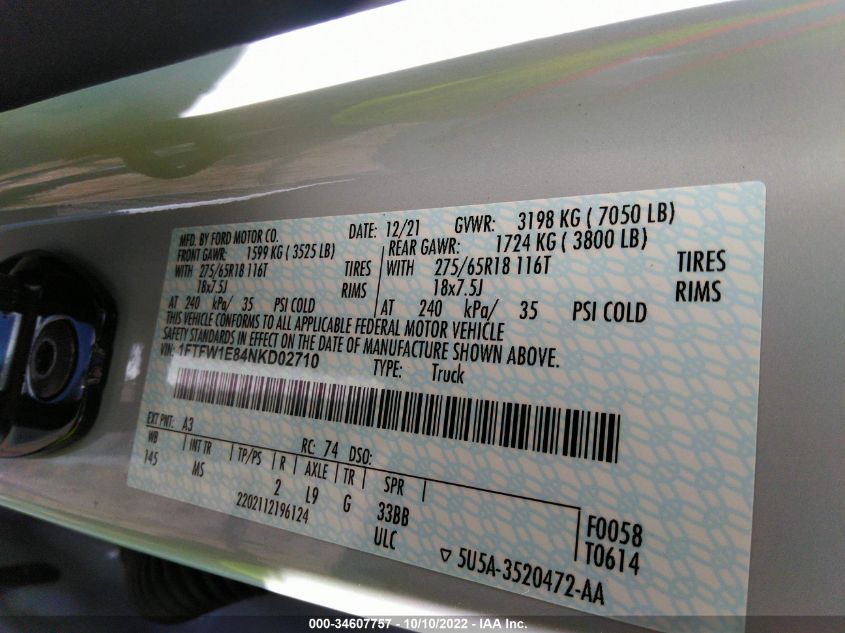 MFD. BY FORD MOTOR CO.
DATE: 12/21 GVWR: 3198 KG ( 7050 LB)
FRONT GAWR: 1599 KG ( 3525 LB) REAR GAWR: 1724 KG ( 3800 LB)
WITH 275/65R18 116T TIRES WITH 275/65R18 116T TIRES
18x7.5J RIMS 18x7.5J RIMS
AT 240 kPa/ 35 PSI COLD AT 240 kPa/ 35 PSI COLD
THIS VEHICLE CONFORMS TO ALL APPLICABLE FEDERAL MOTOR VEHICLE
SAFETY STANDARDS IN EFFECT ON THE DATE OF MANUFACTURE SHOWN ABOVE.
VIN: 1FTFW1E84NKD02710
TYPE: Truck
EXT PNT: A3 RC: 74 DSO:
WB INT TR TP/PS R AXLE TR SPR
145 MS 2 L9 G 33BB
2202112196124 ULC
F0058
T0614
5U5A-3520472-AA
000-34607757 - 10/10/2022 - IAA Inc.